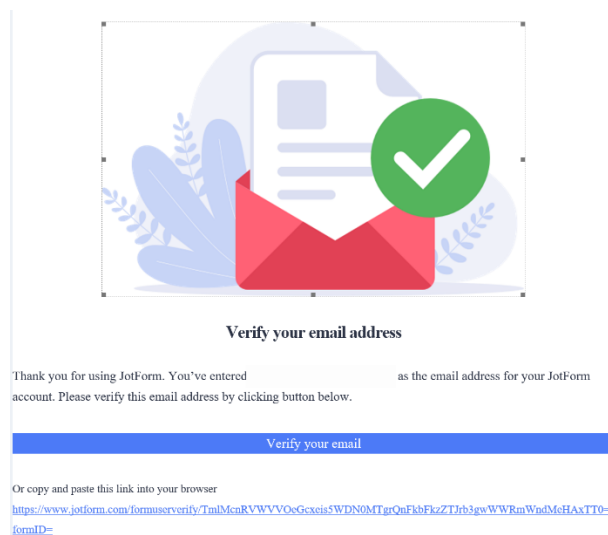 Verify your email address
Thank you for using JotForm. You've entered as the email address for your JotForm
account. Please verify this email address by clicking button below.
Verify your email
Or copy and paste this link into your browser
https://www.jotform.com/formuserverify/TmlMcnRVWVVOeGcxeis5WDN0MTgrQnFkbFkzZTJrb3gwWWRmWndMcHAxTT0=
formID=